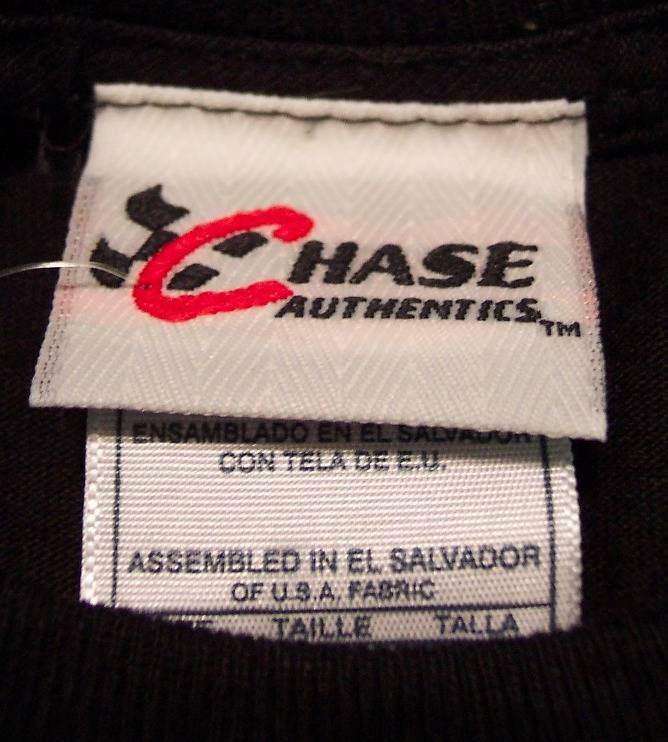 CHASE
AUTHENTICS TM
ENSAMBLADO EN EL SALVADOR
CON TELA DE E.U.
ASSEMBLED IN EL SALVADOR
OF U.S.A. FABRIC
TAILLE TALLA